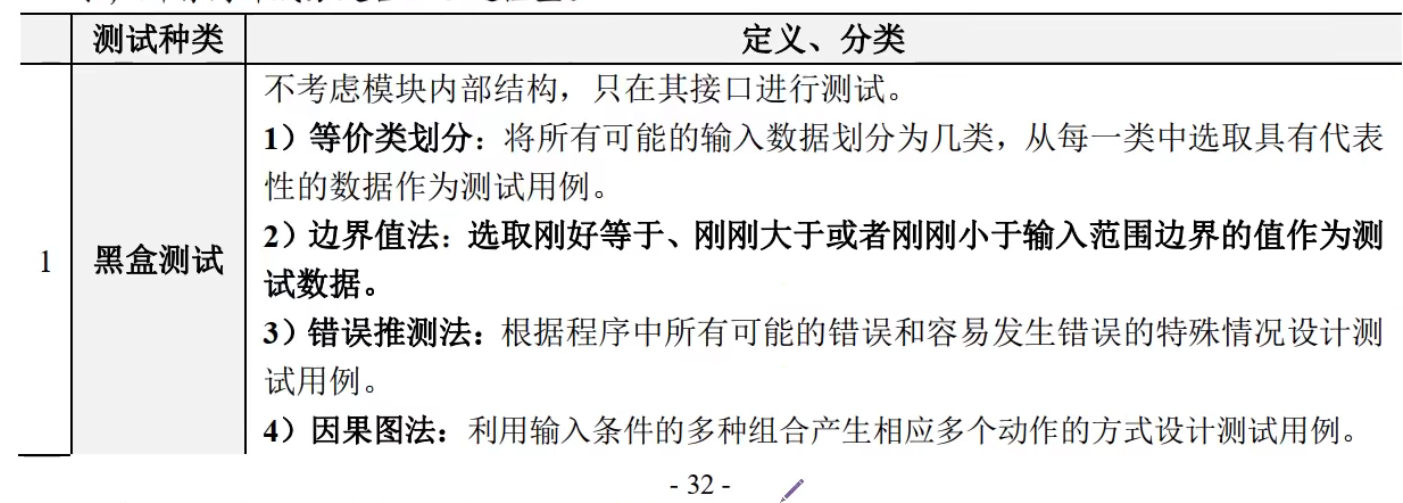 测试种类 定义、分类
不考虑模块内部结构，只在其接口进行测试。
1）等价类划分：将所有可能的输入数据划分为几类，从每一类中选取具有代表
性的数据作为测试用例。
2）边界值法：选取刚好等于、刚刚大于或者刚刚小于输入范围边界的值作为测
1 黑盒测试
试数据。
3）错误推测法：根据程序中所有可能的错误和容易发生错误的特殊情况设计测
试用例。
4）因果图法：利用输入条件的多种组合产生相应多个动作的方式设计测试用例。
- 32 -